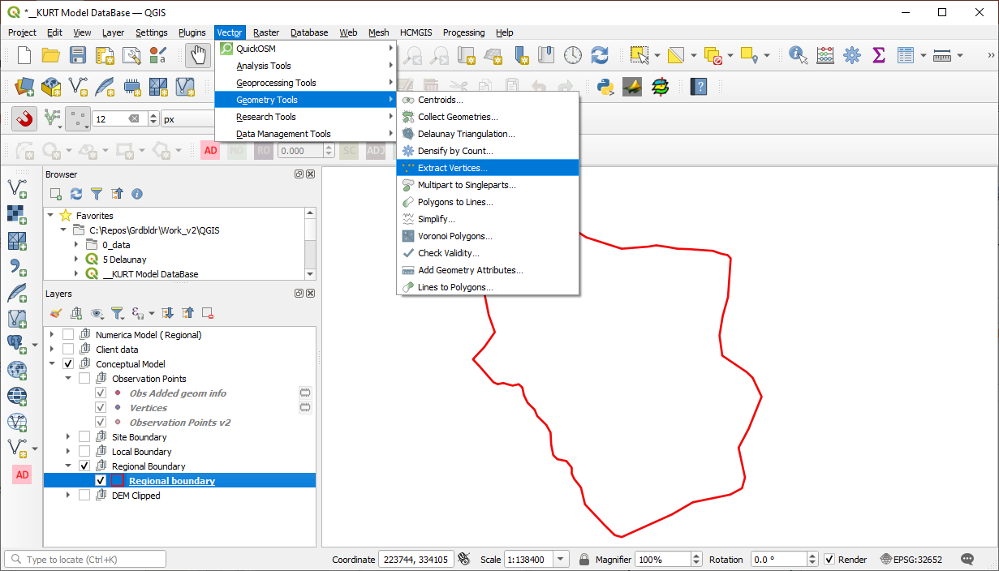 *__KURT Model DataBase — QGIS
Project Edit View Layer Settings Plugins Vector Raster Database Web Mesh HCMGIS Processing Help
QuickOSM
Analysis Tools
Geoprocessing Tools
Geometry Tools
Research Tools
Data Management Tools
Centroids...
Collect Geometries...
Delaunay Triangulation...
Densify by Count...
Extract Vertices...
Multipart to Singleparts...
Polygons to Lines...
Simplify...
Voronoi Polygons...
Check Validity...
Add Geometry Attributes...
Lines to Polygons...
12 px
AD MO RO 0.000 SC ADJ
Browser
Favorites
C:\Repos\Grdbldr\Work_v2\QGIS
0_data
5 Delaunay
__KURT Model DataBase
Layers
Numerica Model ( Regional)
Client data
Conceptual Model
Observation Points
Obs Added geom info
Vertices
Observation Points v2
Site Boundary
Local Boundary
Regional Boundary
Regional boundary
DEM Clipped
AD
Type to locate (Ctrl+K) Coordinate 223744, 334105 Scale 1:138400 Magnifier 100% Rotation 0.0 ° Render EPSG:32652